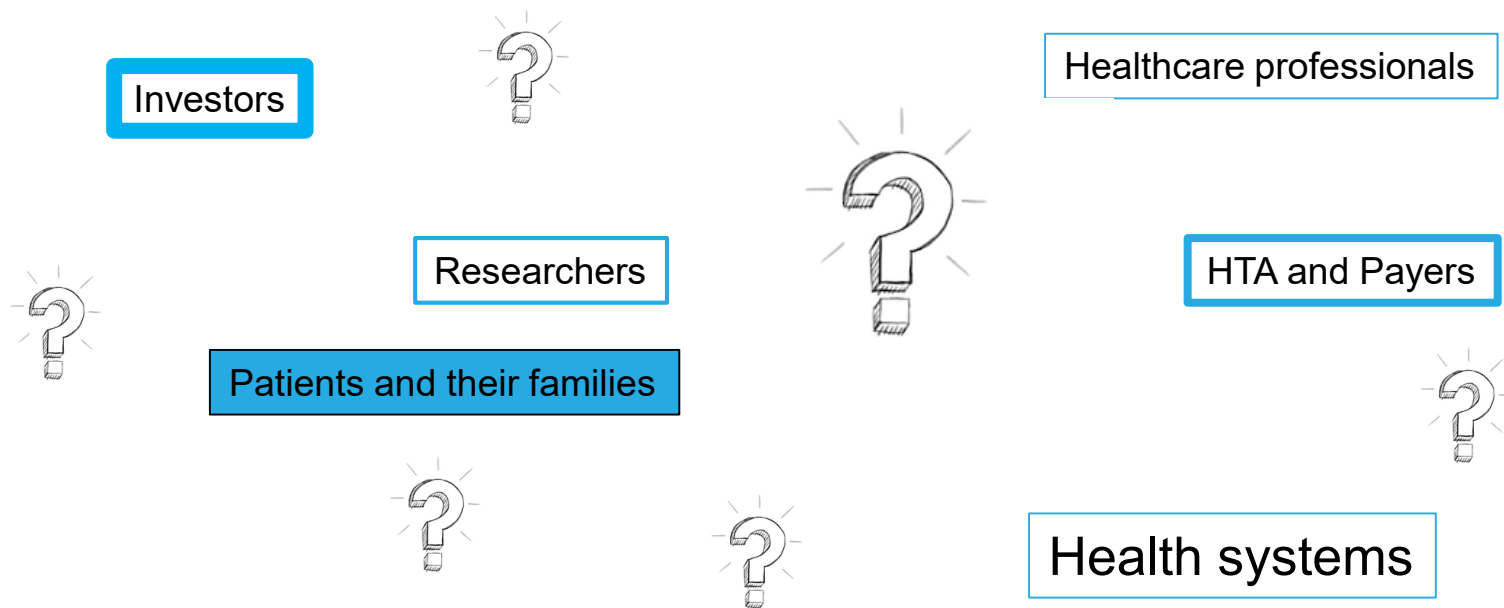 Investors
Healthcare professionals
Researchers
HTA and Payers
Patients and their families
Health systems